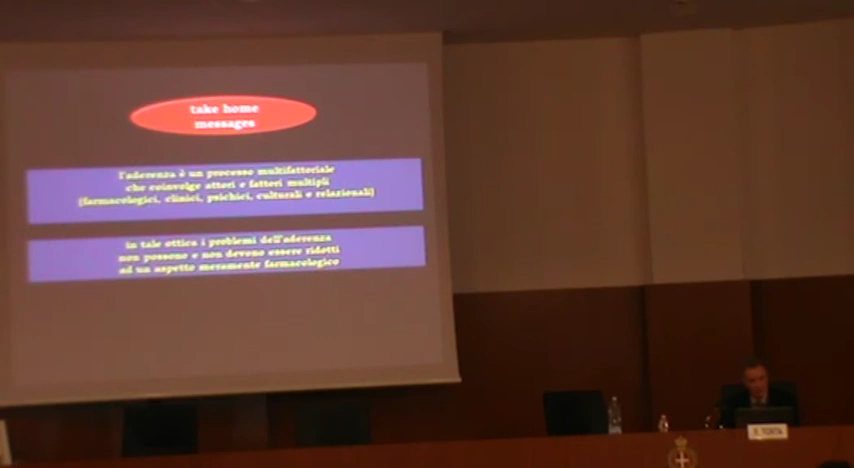 take home
messages
l'aderenza è un processo multifattoriale
che coinvolge attori e fattori multipli
(farmacologici, clinici, psichici, culturali e relazionali)
in tale ottica i problemi dell'aderenza
non possono e non devono essere ridotti
ad un aspetto meramente farmacologico